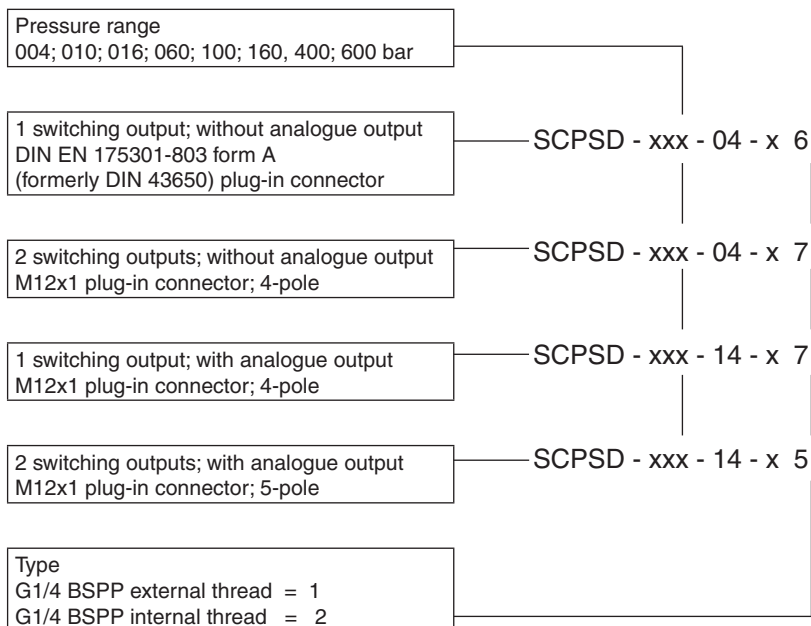 Pressure range
004; 010; 016; 060; 100; 160, 400; 600 bar
1 switching output; without analogue output
DIN EN 175301-803 form A
(formerly DIN 43650) plug-in connector
SCPSD - xxx - 04 - x 6
2 switching outputs; without analogue output
M12x1 plug-in connector; 4-pole
SCPSD - xxx - 04 - x 7
1 switching output; with analogue output
M12x1 plug-in connector; 4-pole
SCPSD - xxx - 14 - x 7
2 switching outputs; with analogue output
M12x1 plug-in connector; 5-pole
SCPSD - xxx - 14 - x 5
Type
G1/4 BSPP external thread = 1
G1/4 BSPP internal thread = 2